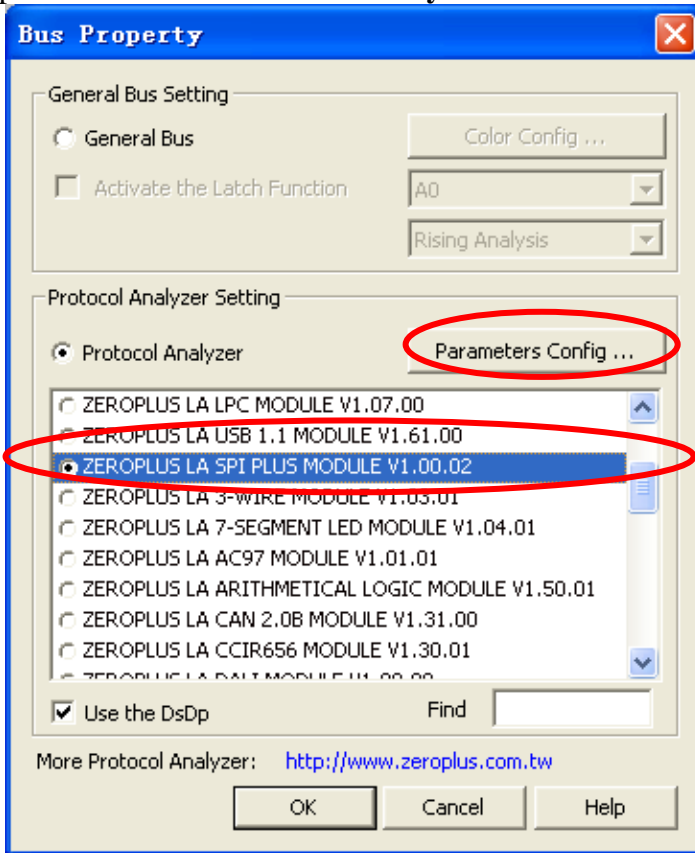 Bus Property
General Bus Setting
General Bus
Color Config ...
Activate the Latch Function
A0
Rising Analysis
Protocol Analyzer Setting
Protocol Analyzer
Parameters Config ...
ZEROPLUS LA LPC MODULE V1.07.00
ZEROPLUS LA USB 1.1 MODULE V1.61.00
ZEROPLUS LA SPI PLUS MODULE V1.00.02
ZEROPLUS LA 3-WIRE MODULE V1.03.01
ZEROPLUS LA 7-SEGMENT LED MODULE V1.04.01
ZEROPLUS LA AC97 MODULE V1.01.01
ZEROPLUS LA ARITHMETICAL LOGIC MODULE V1.50.01
ZEROPLUS LA CAN 2.0B MODULE V1.31.00
ZEROPLUS LA CCIR656 MODULE V1.30.01
ZEROPLUS LA DALI MODULE
Use the DsDp
Find
More Protocol Analyzer: http://www.zeroplus.com.tw
OK
Cancel
Help